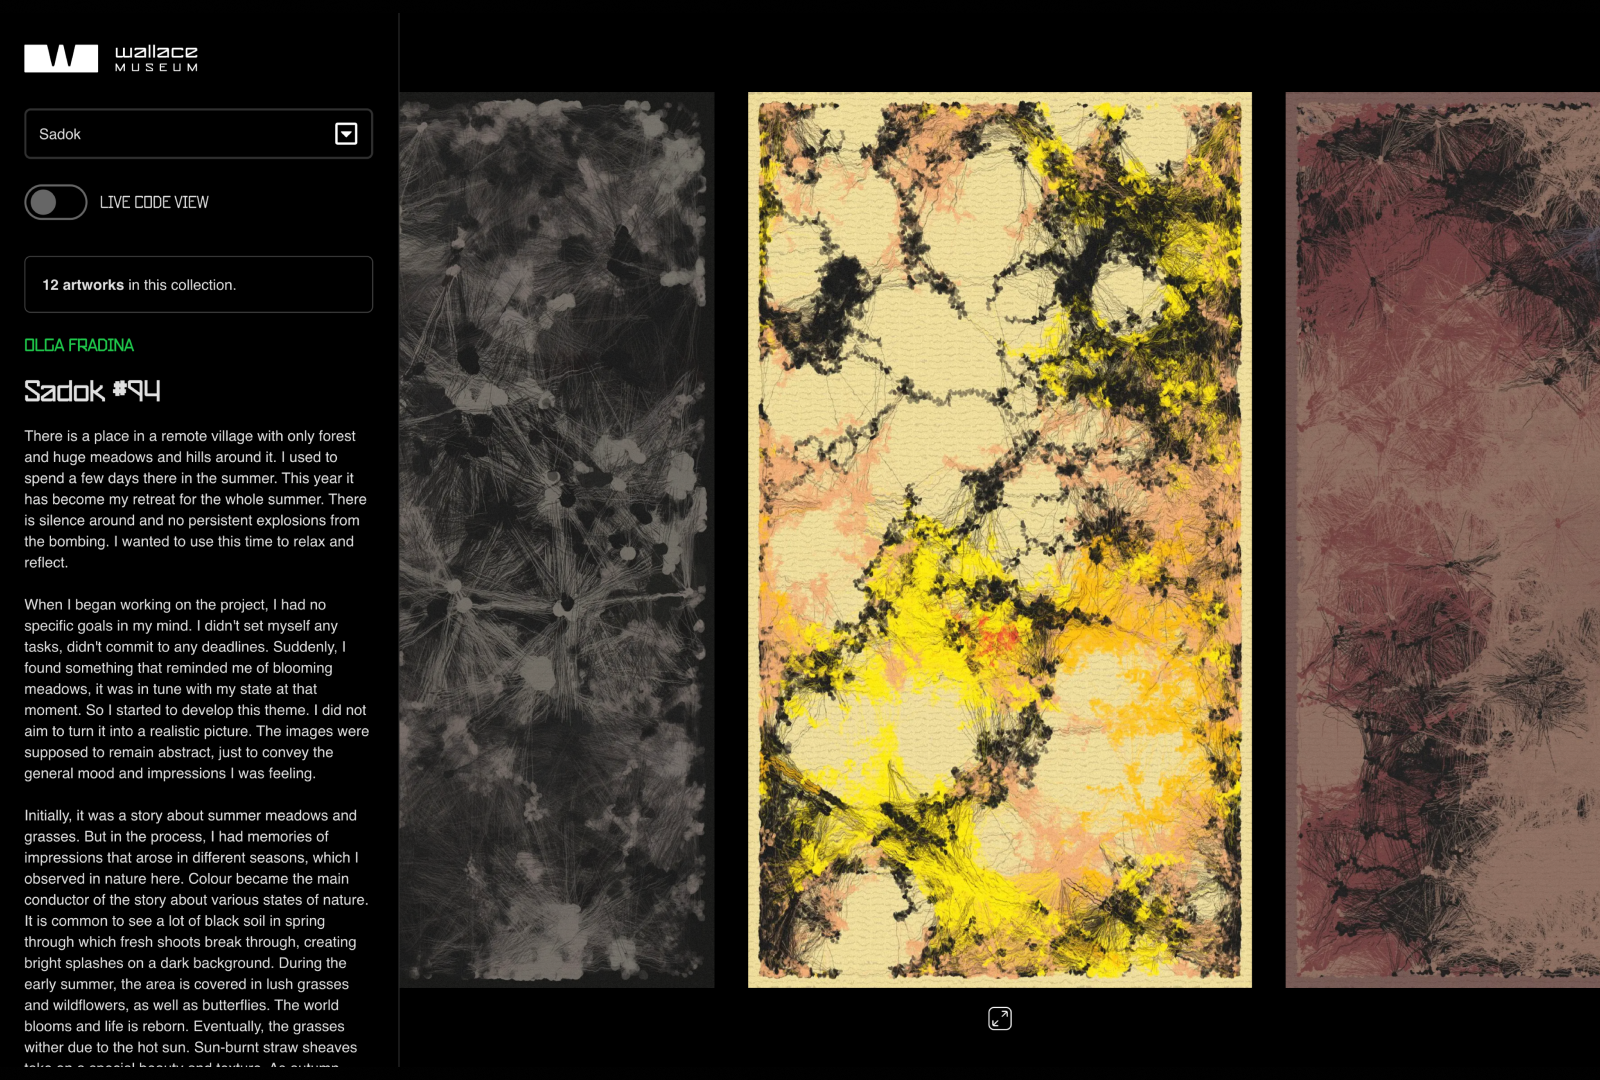 W
wallace
MUSEUM
Sadok
LIVE CODE VIEW
12 artworks in this collection.
OLGA FRADINA
Sadok #94
There is a place in a remote village with only forest
and huge meadows and hills around it. I used to
spend a few days there in the summer. This year it
has become my retreat for the whole summer. There
is silence around and no persistent explosions from
the bombing. I wanted to use this time to relax and
reflect.
When I began working on the project, I had no
specific goals in my mind. I didn't set myself any
tasks, didn't commit to any deadlines. Suddenly, I
found something that reminded me of blooming
meadows, it was in tune with my state at that
moment. So I started to develop this theme. I did not
aim to turn it into a realistic picture. The images were
supposed to remain abstract, just to convey the
general mood and impressions I was feeling.
Initially, it was a story about summer meadows and
grasses. But in the process, I had memories of
impressions that arose in different seasons, which I
observed in nature here. Colour became the main
conductor of the story about various states of nature.
It is common to see a lot of black soil in spring
through which fresh shoots break through, creating
bright splashes on a dark background. During the
early summer, the area is covered in lush grasses
and wildflowers, as well as butterflies. The world
blooms and life is reborn. Eventually, the grasses
wither due to the hot sun. Sun-burnt straw sheaves
take on a special beauty and texture. As autumn